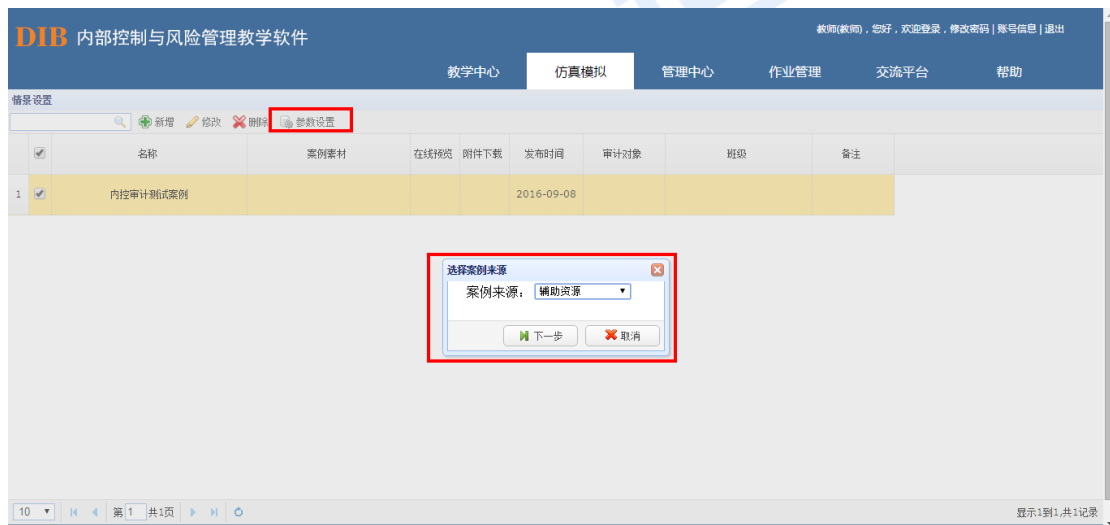 教师(教师)，您好，欢迎登录，修改密码 | 账号信息 | 退出
DIB 内部控制与风险管理教学软件
教学中心 仿真模拟 管理中心 作业管理 交流平台 帮助
情景设置
新增 修改 删除 参数设置
名称 案例素材 在线预览 附件下载 发布时间 审计对象 班级 备注
1 内控审计测试案例 2016-09-08
选择案例来源
案例来源： 辅助资源
下一步 取消
10 第 1 共1页 显示1到1,共1记录